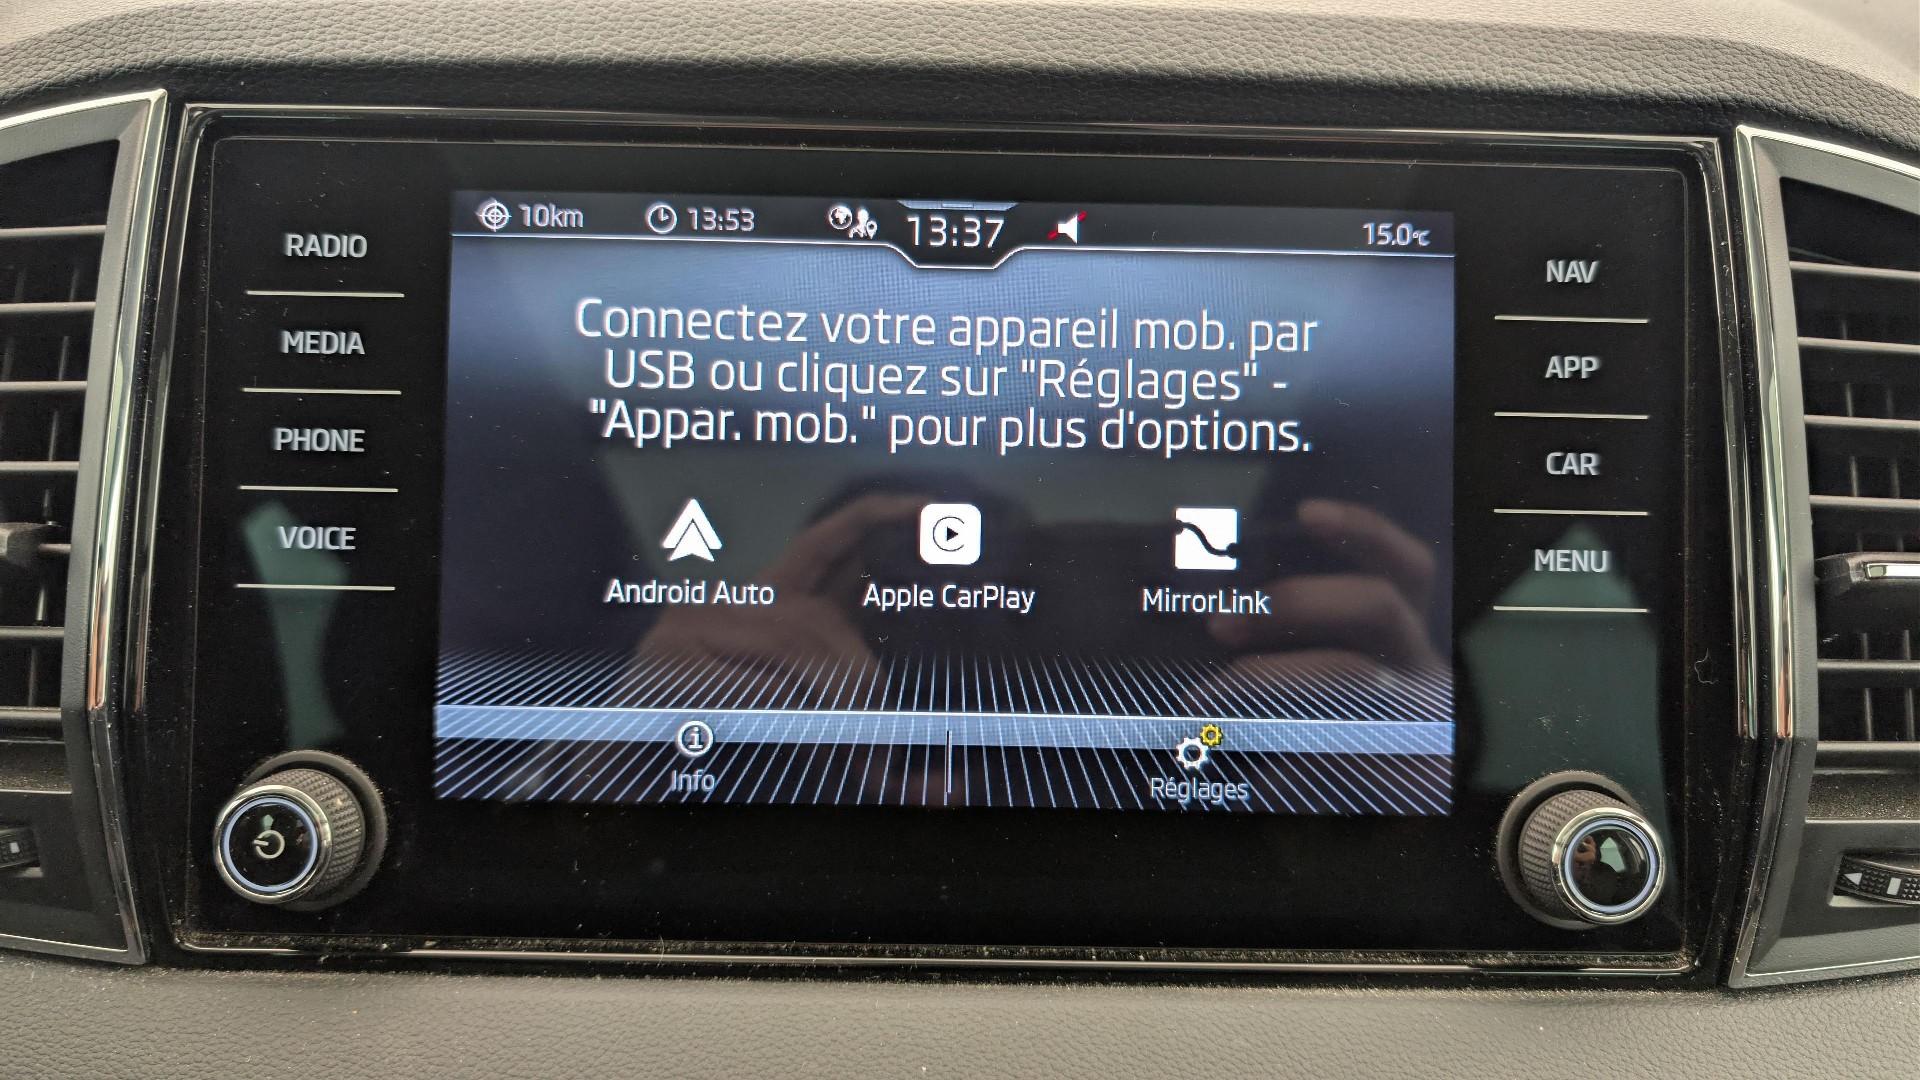 10km 13:53 13:37 15.0°C
RADIO
MEDIA
PHONE
VOICE
Connectez votre appareil mob. par
USB ou cliquez sur "Réglages" -
"Appar. mob." pour plus d'options.
Android Auto Apple CarPlay MirrorLink
Info Réglages
NAV
APP
CAR
MENU